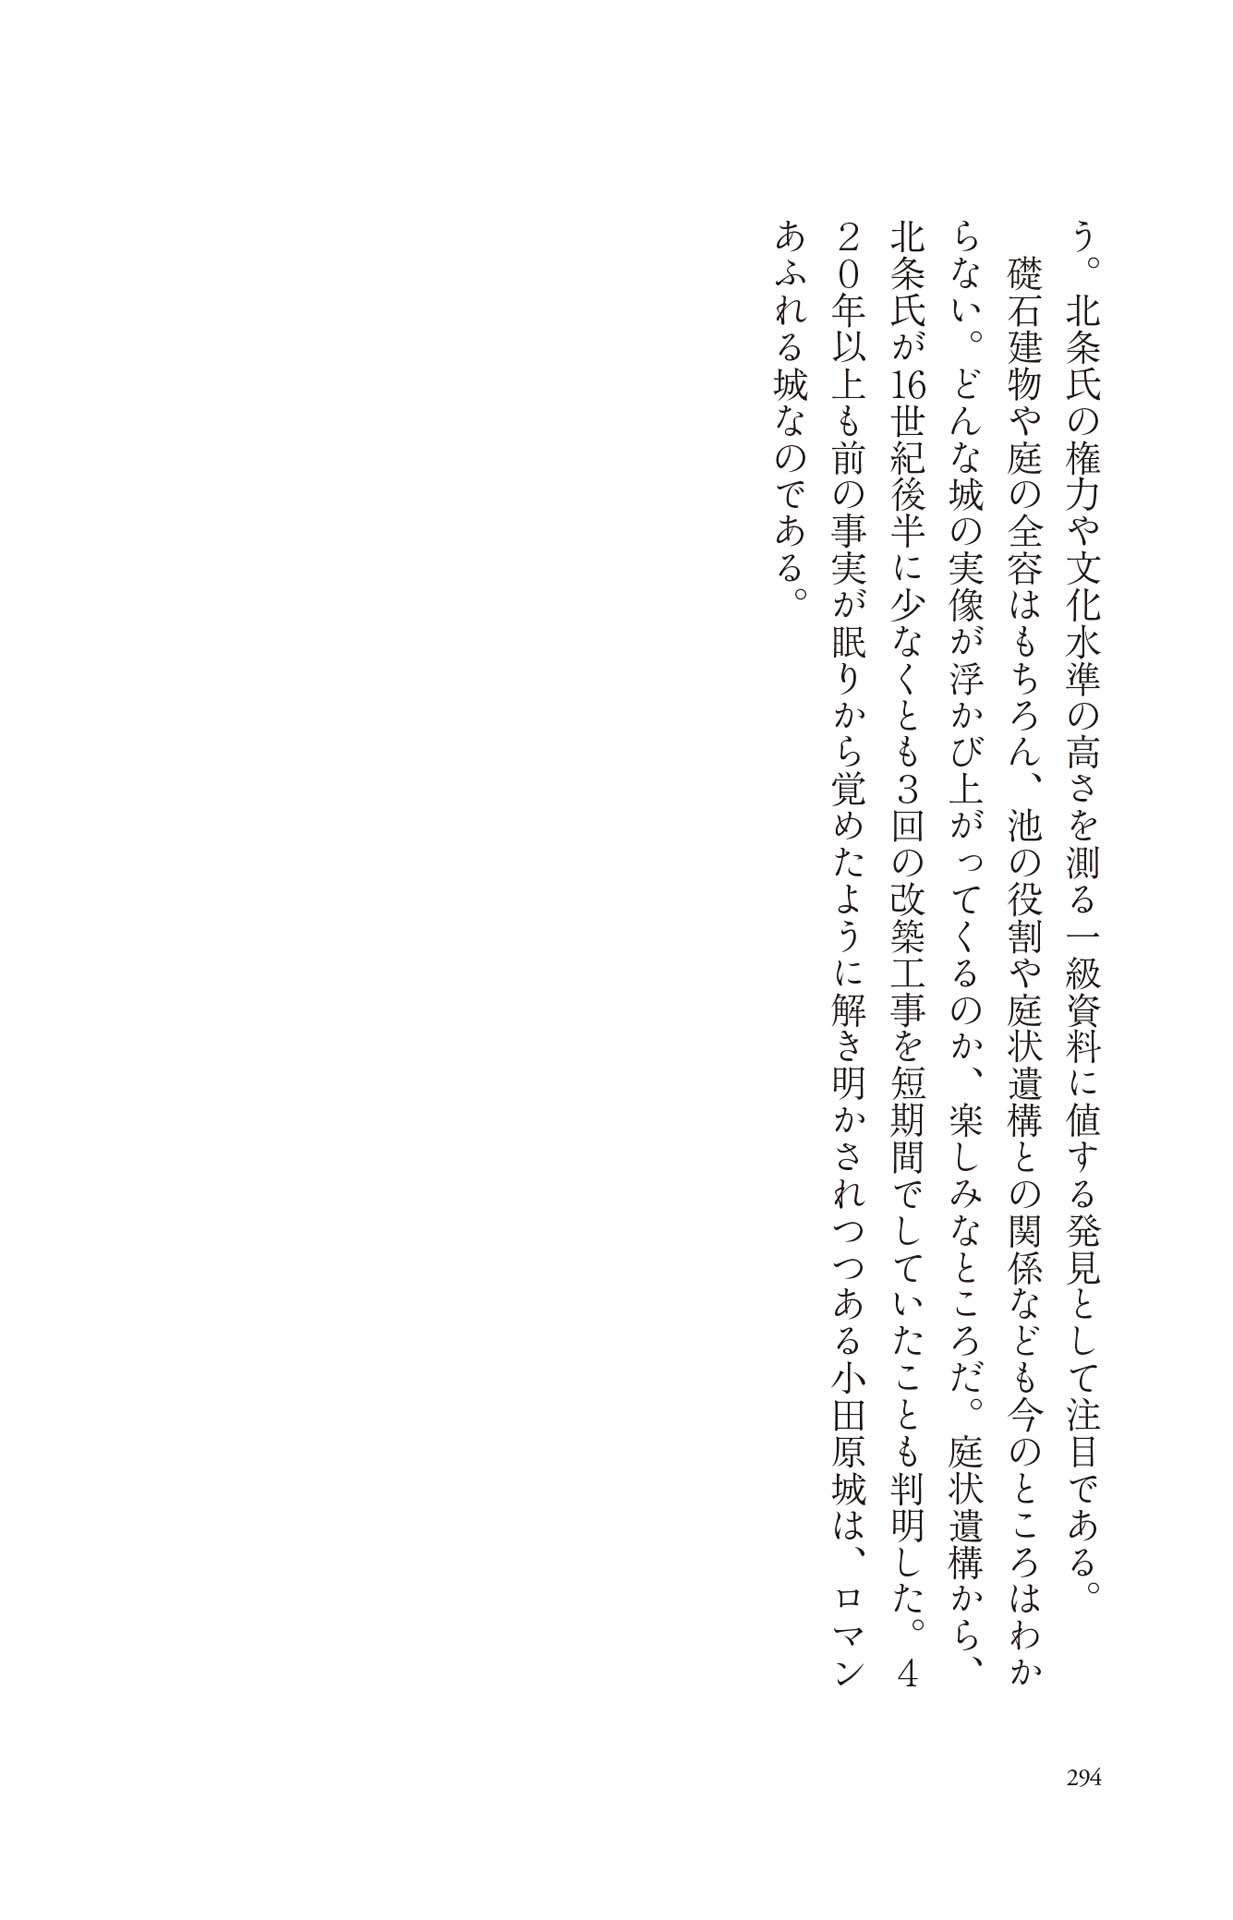 う。北条氏の権力や文化水準の高さを測る一級資料に値する発見として注目である。
　礎石建物や庭の全容はもちろん、池の役割や庭状遺構との関係なども今のところはわか
らない。どんな城の実像が浮かび上がってくるのか、楽しみなところだ。庭状遺構から、
北条氏が16世紀後半に少なくとも３回の改築工事を短期間でしていたことも判明した。４
２０年以上も前の事実が眠りから覚めたように解き明かされつつある小田原城は、ロマン
あふれる城なのである。
294